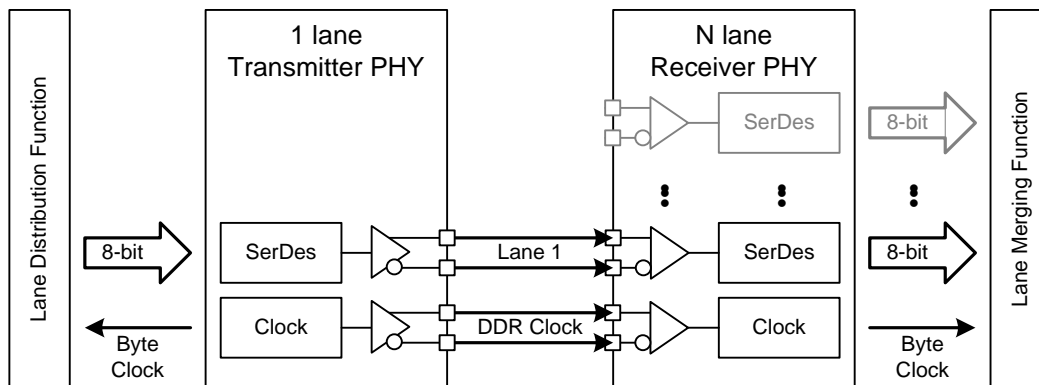 Lane Distribution Function
1 lane
Transmitter PHY
N lane
Receiver PHY
SerDes
8-bit
8-bit
SerDes
Lane 1
SerDes
8-bit
Clock
DDR Clock
Clock
Byte
Clock
Byte
Clock
Lane Merging Function